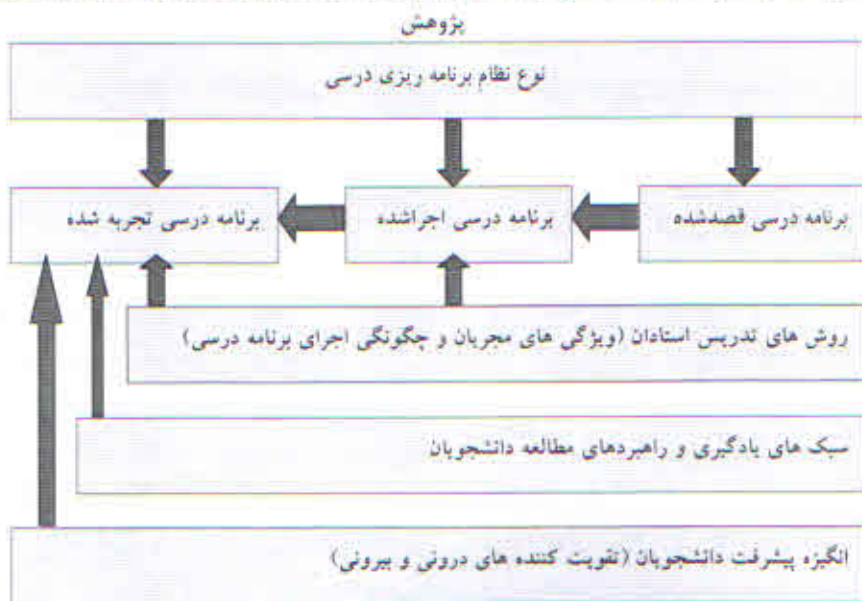 پژوهش
نوع نظام برنامه ریزی درسی
برنامه درسی قصدشده
برنامه درسی اجراشده
برنامه درسی تجربه شده
روش های تدریس استادان (ویژگی های مجریان و چگونگی اجرای برنامه درسی)
سبک های یادگیری و راهبردهای مطالعه دانشجویان
انگیزه پیشرفت دانشجویان (تقویت کننده های درونی و بیرونی)